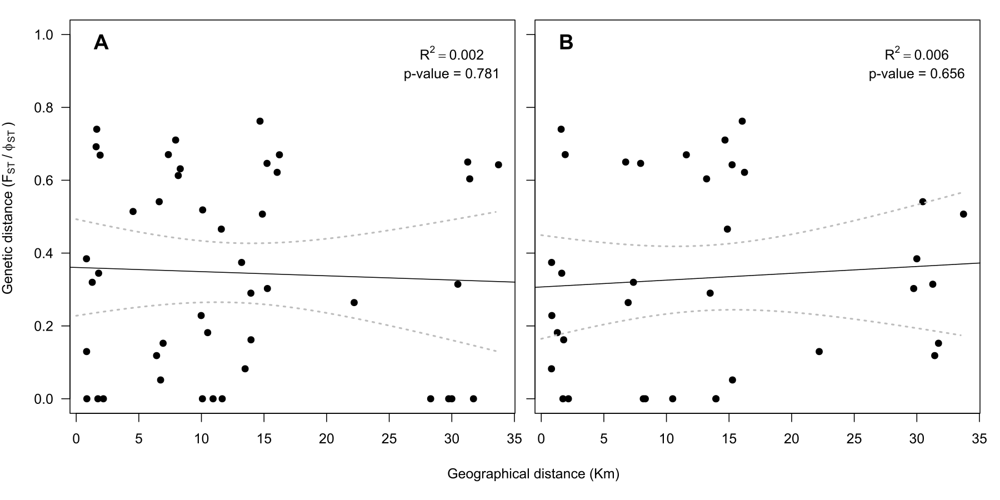 A
R² = 0.002
p-value = 0.781
B
R² = 0.006
p-value = 0.656
1.0
0.8
0.6
0.4
0.2
0.0
Genetic distance (FST / ϕST )
0 5 10 15 20 25 30 35
0 5 10 15 20 25 30 35
Geographical distance (Km)